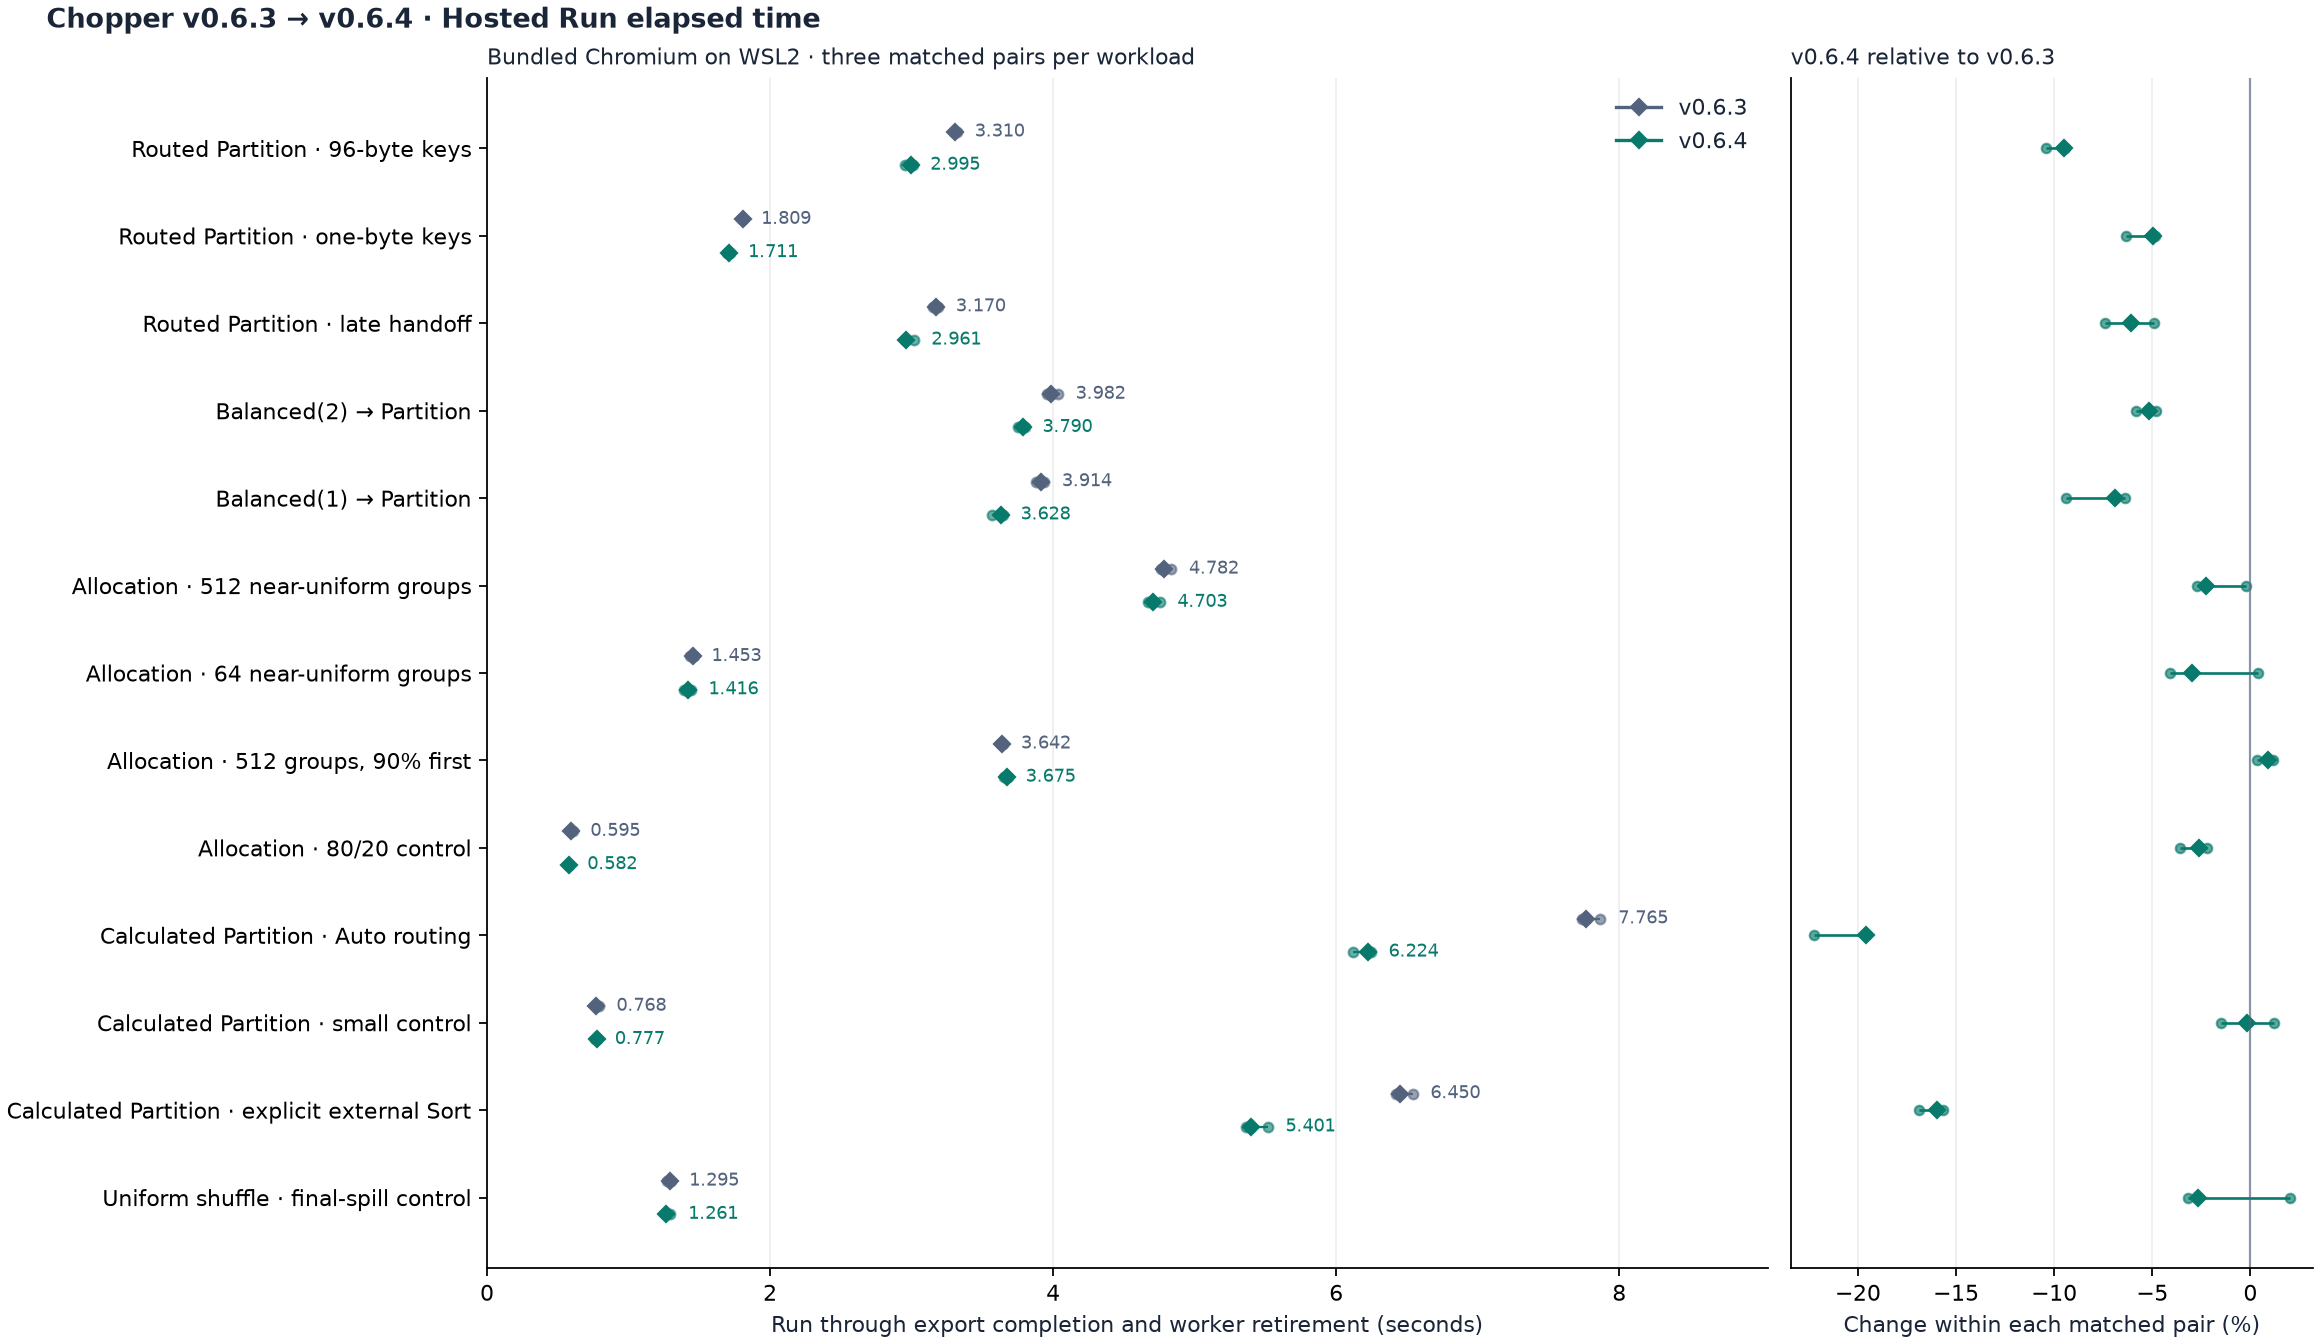 Chopper v0.6.3 → v0.6.4 · Hosted Run elapsed time
Bundled Chromium on WSL2 · three matched pairs per workload
v0.6.4 relative to v0.6.3
v0.6.3
v0.6.4
Routed Partition · 96-byte keys
3.310
2.995
Routed Partition · one-byte keys
1.809
1.711
Routed Partition · late handoff
3.170
2.961
Balanced(2) → Partition
3.982
3.790
Balanced(1) → Partition
3.914
3.628
Allocation · 512 near-uniform groups
4.782
4.703
Allocation · 64 near-uniform groups
1.453
1.416
Allocation · 512 groups, 90% first
3.642
3.675
Allocation · 80/20 control
0.595
0.582
Calculated Partition · Auto routing
7.765
6.224
Calculated Partition · small control
0.768
0.777
Calculated Partition · explicit external Sort
6.450
5.401
Uniform shuffle · final-spill control
1.295
1.261
0 2 4 6 8
−20 −15 −10 −5 0
Run through export completion and worker retirement (seconds)
Change within each matched pair (%)